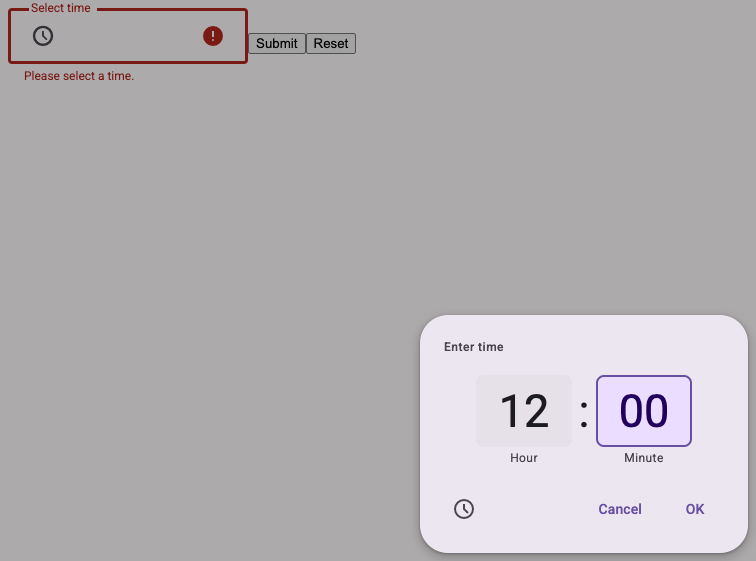 Select time
Submit Reset
Please select a time.
Enter time
12 : 00
Hour Minute
Cancel OK